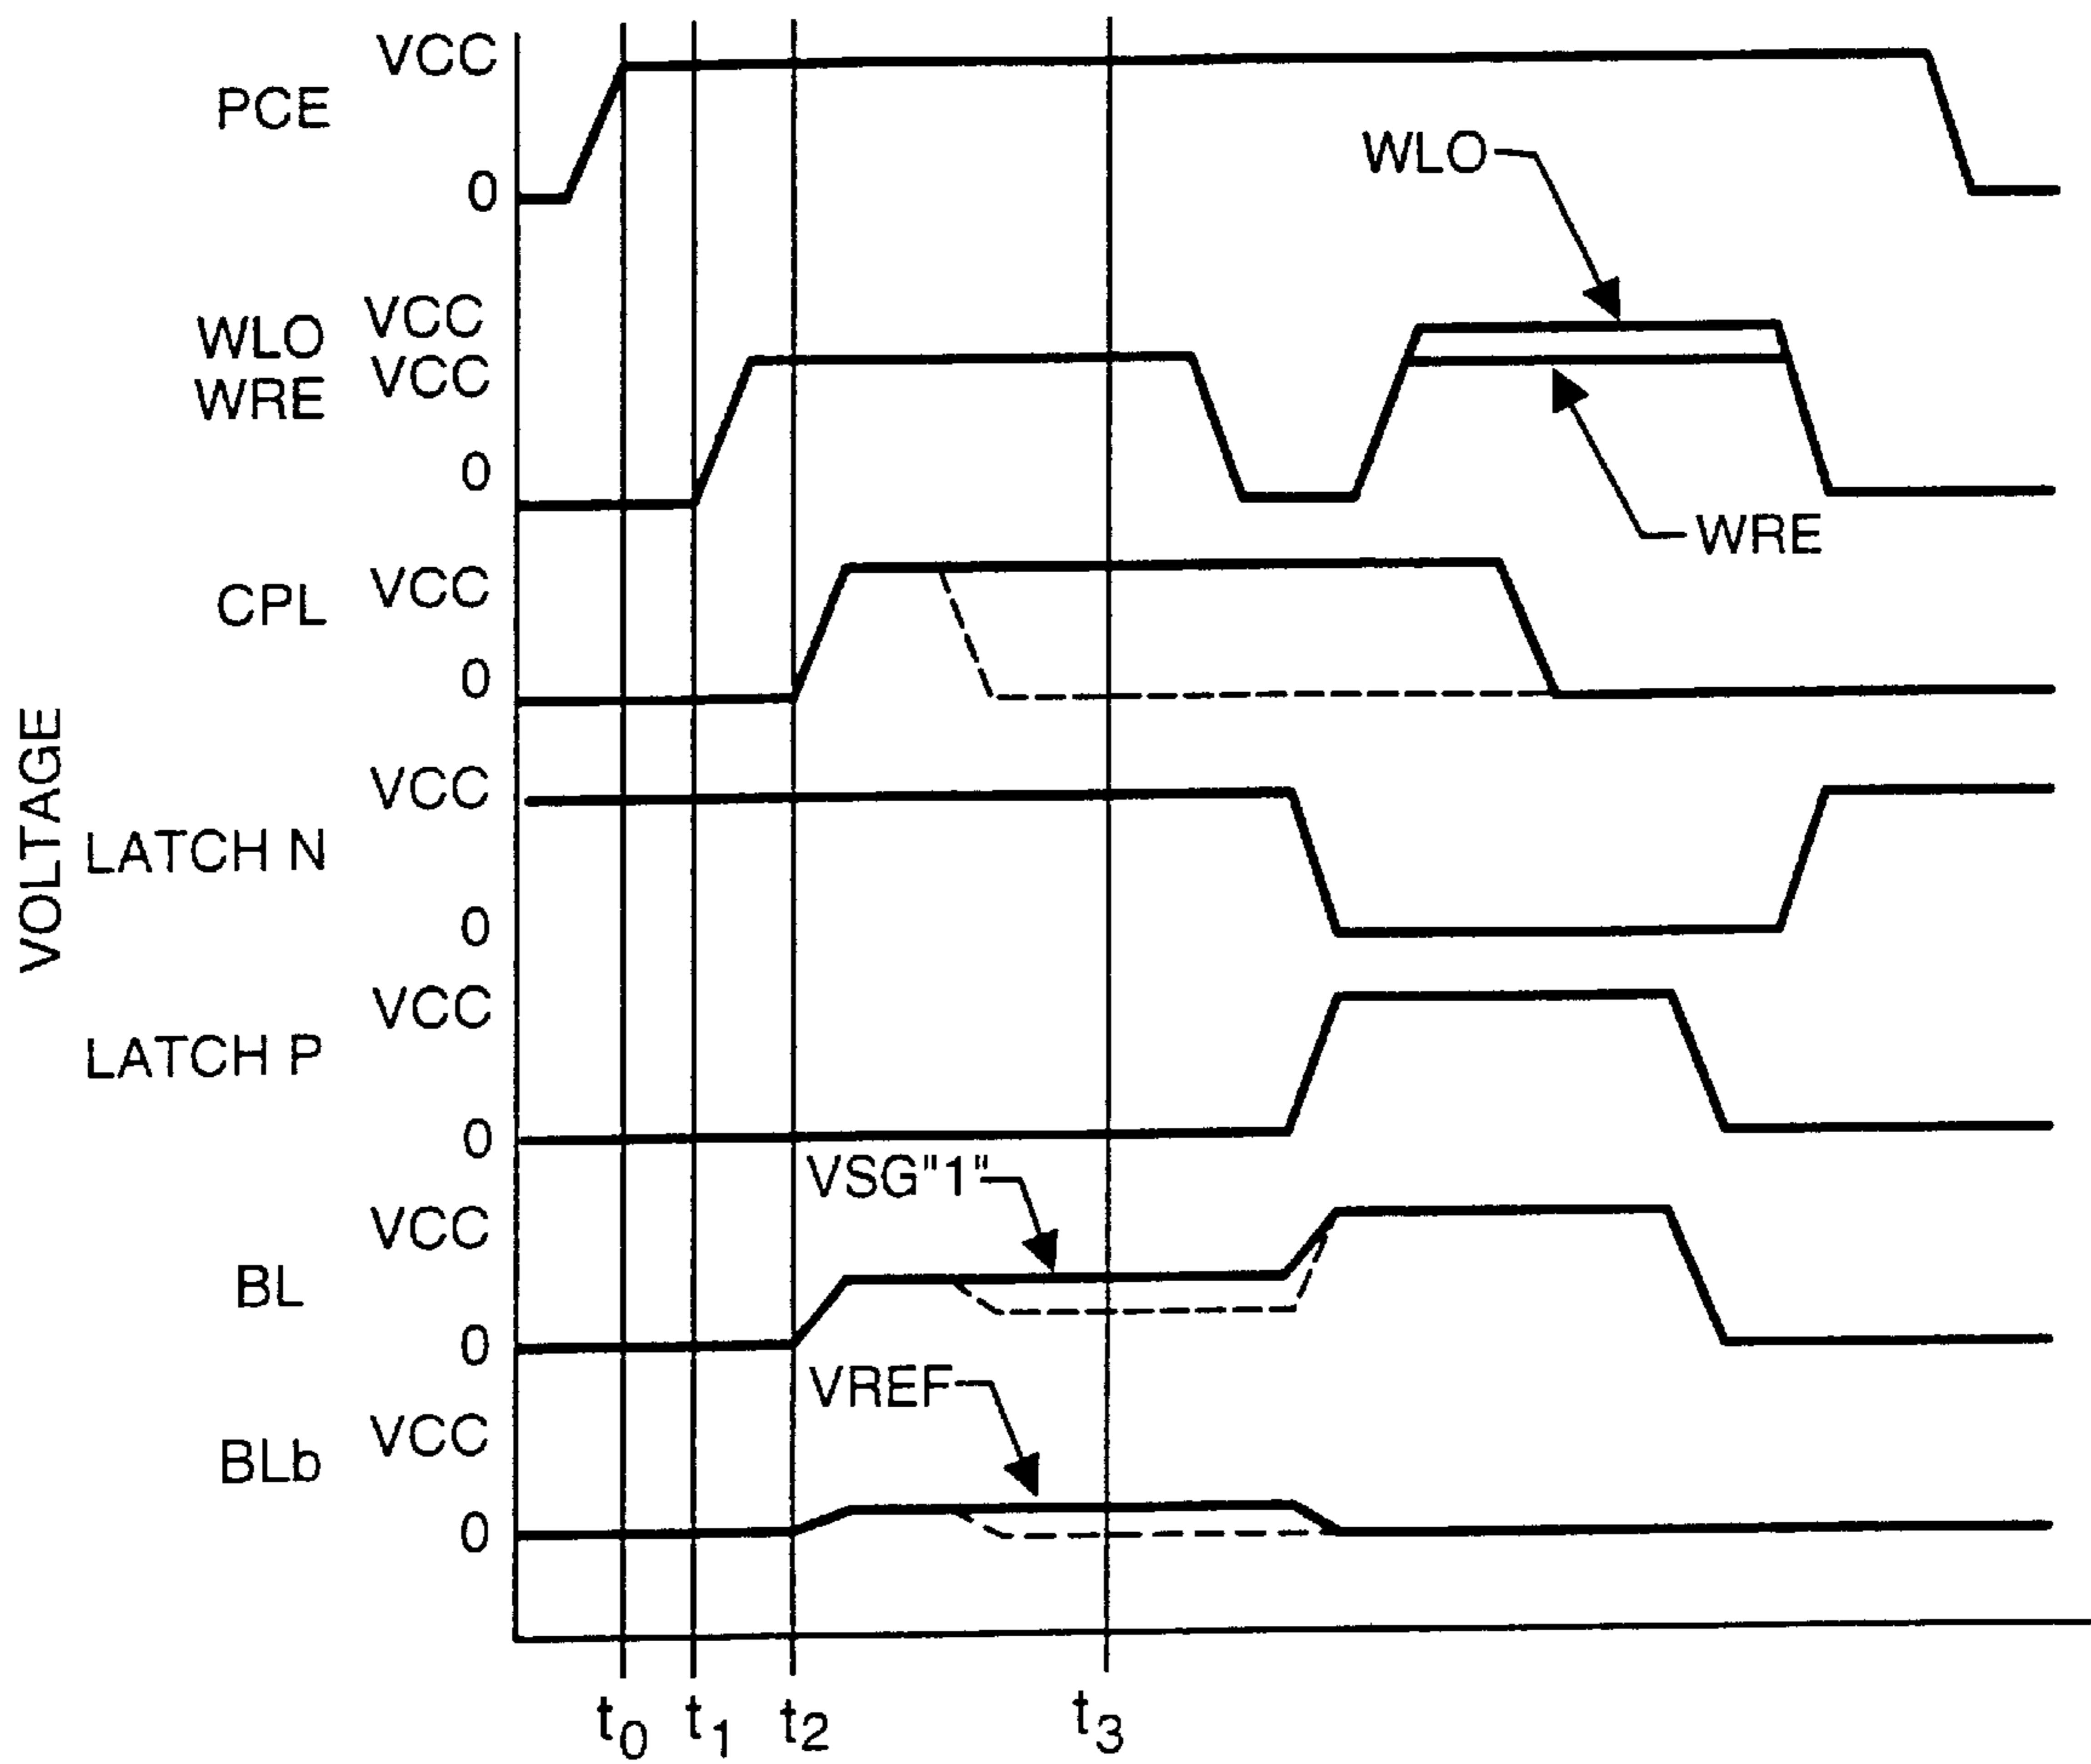 VCC
PCE
0
WLO
WLO VCC
WRE VCC
0
WRE
CPL VCC
0
VOLTAGE
VCC
LATCH N
0
VCC
LATCH P
0
VSG"1"
VCC
BL
0
VREF
VCC
BLb
0
t0 t1 t2 t3